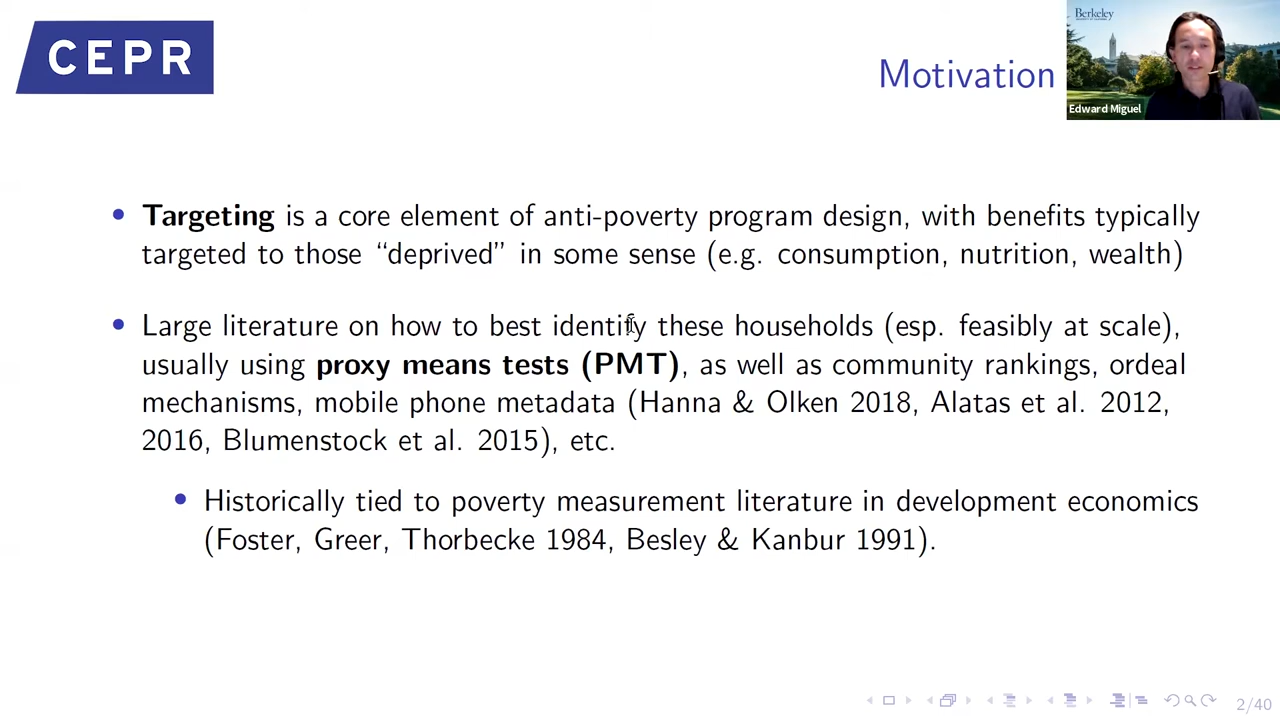 CEPR
Motivation
Berkeley
Edward Miguel
• Targeting is a core element of anti-poverty program design, with benefits typically
targeted to those “deprived” in some sense (e.g. consumption, nutrition, wealth)
• Large literature on how to best identify these households (esp. feasibly at scale),
usually using proxy means tests (PMT), as well as community rankings, ordeal
mechanisms, mobile phone metadata (Hanna & Olken 2018, Alatas et al. 2012,
2016, Blumenstock et al. 2015), etc.
• Historically tied to poverty measurement literature in development economics
(Foster, Greer, Thorbecke 1984, Besley & Kanbur 1991).
2/40